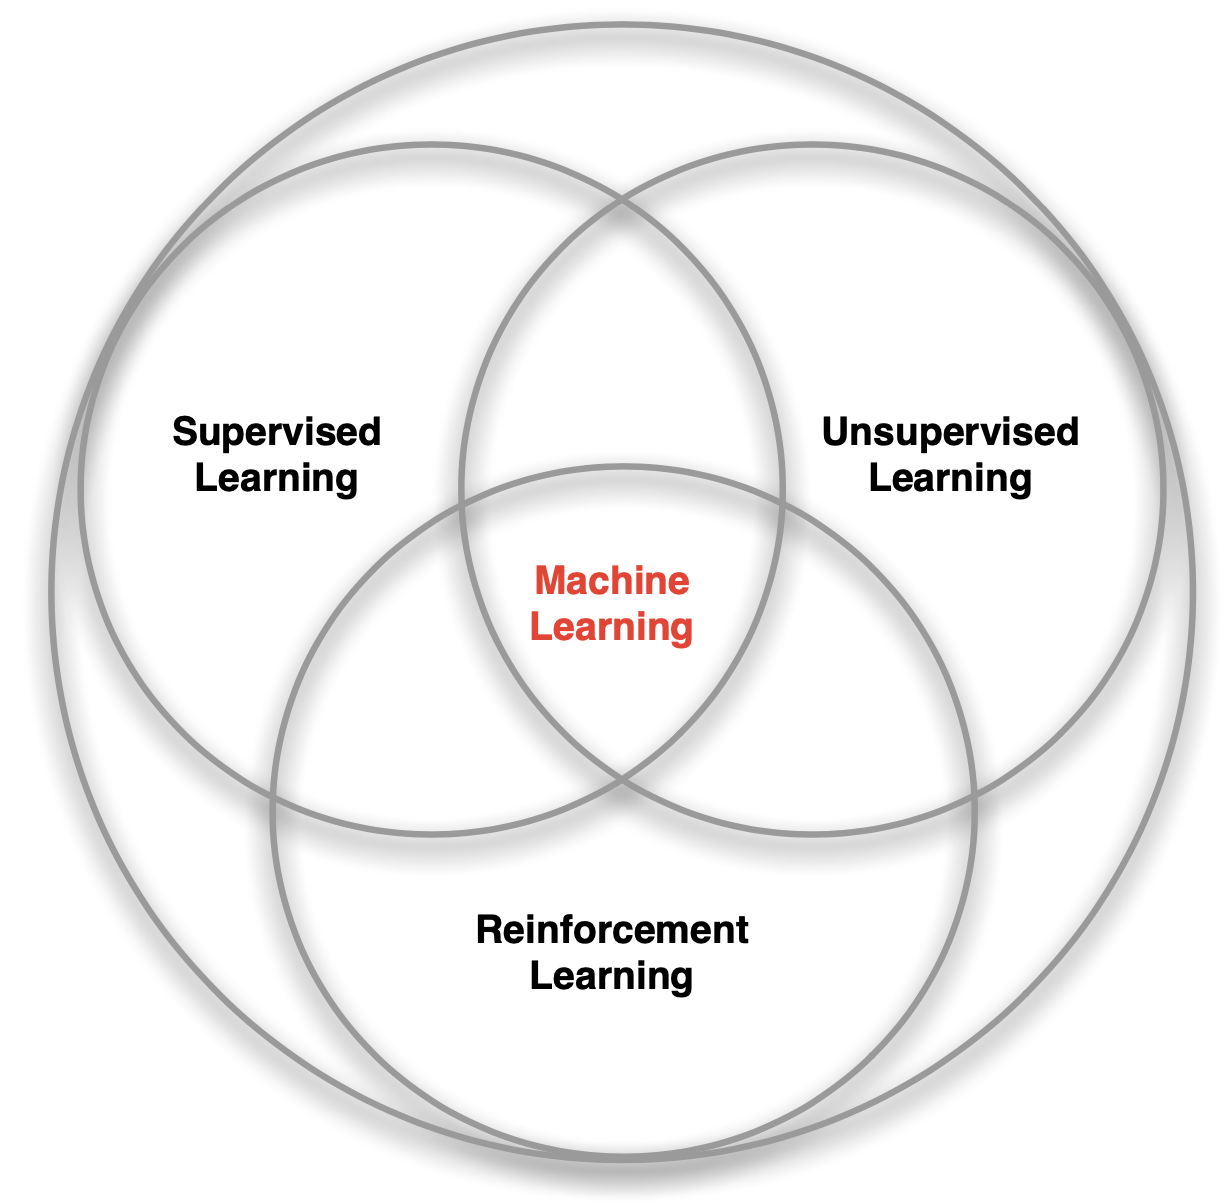 Supervised
Learning
Unsupervised
Learning
Machine
Learning
Reinforcement
Learning